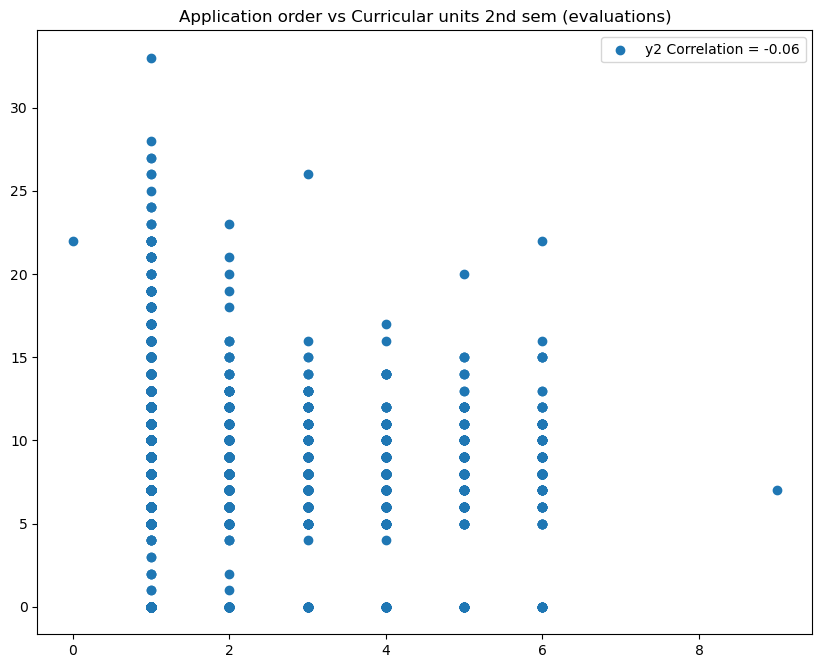 Application order vs Curricular units 2nd sem (evaluations)
y2 Correlation = -0.06
30
25
20
15
10
5
0
0 2 4 6 8